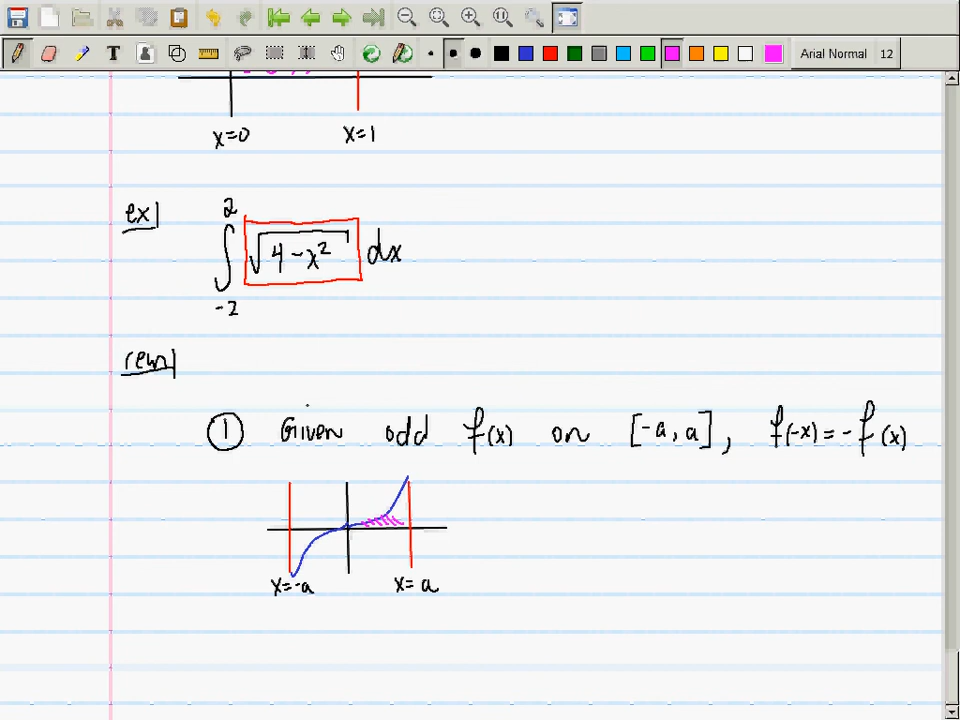 T
Arial Normal 12
x=0 x=1
ex|
2
∫ √4-x² dx
-2
rem|
① Given odd f(x) on [-a, a], f(-x) = -f(x)
x=-a x=a